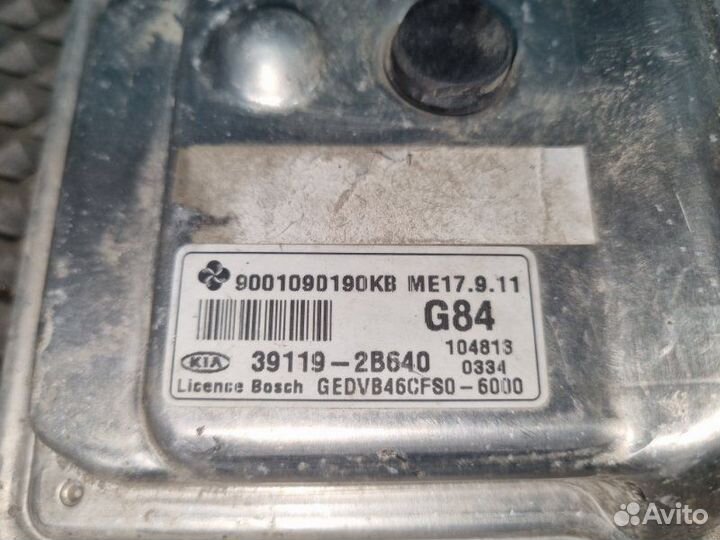 9001090190KB ME17.9.11
G84
104813
KIA 39119-2B640 0334
Licence Bosch GEDVB46CFS0-6000
Avito